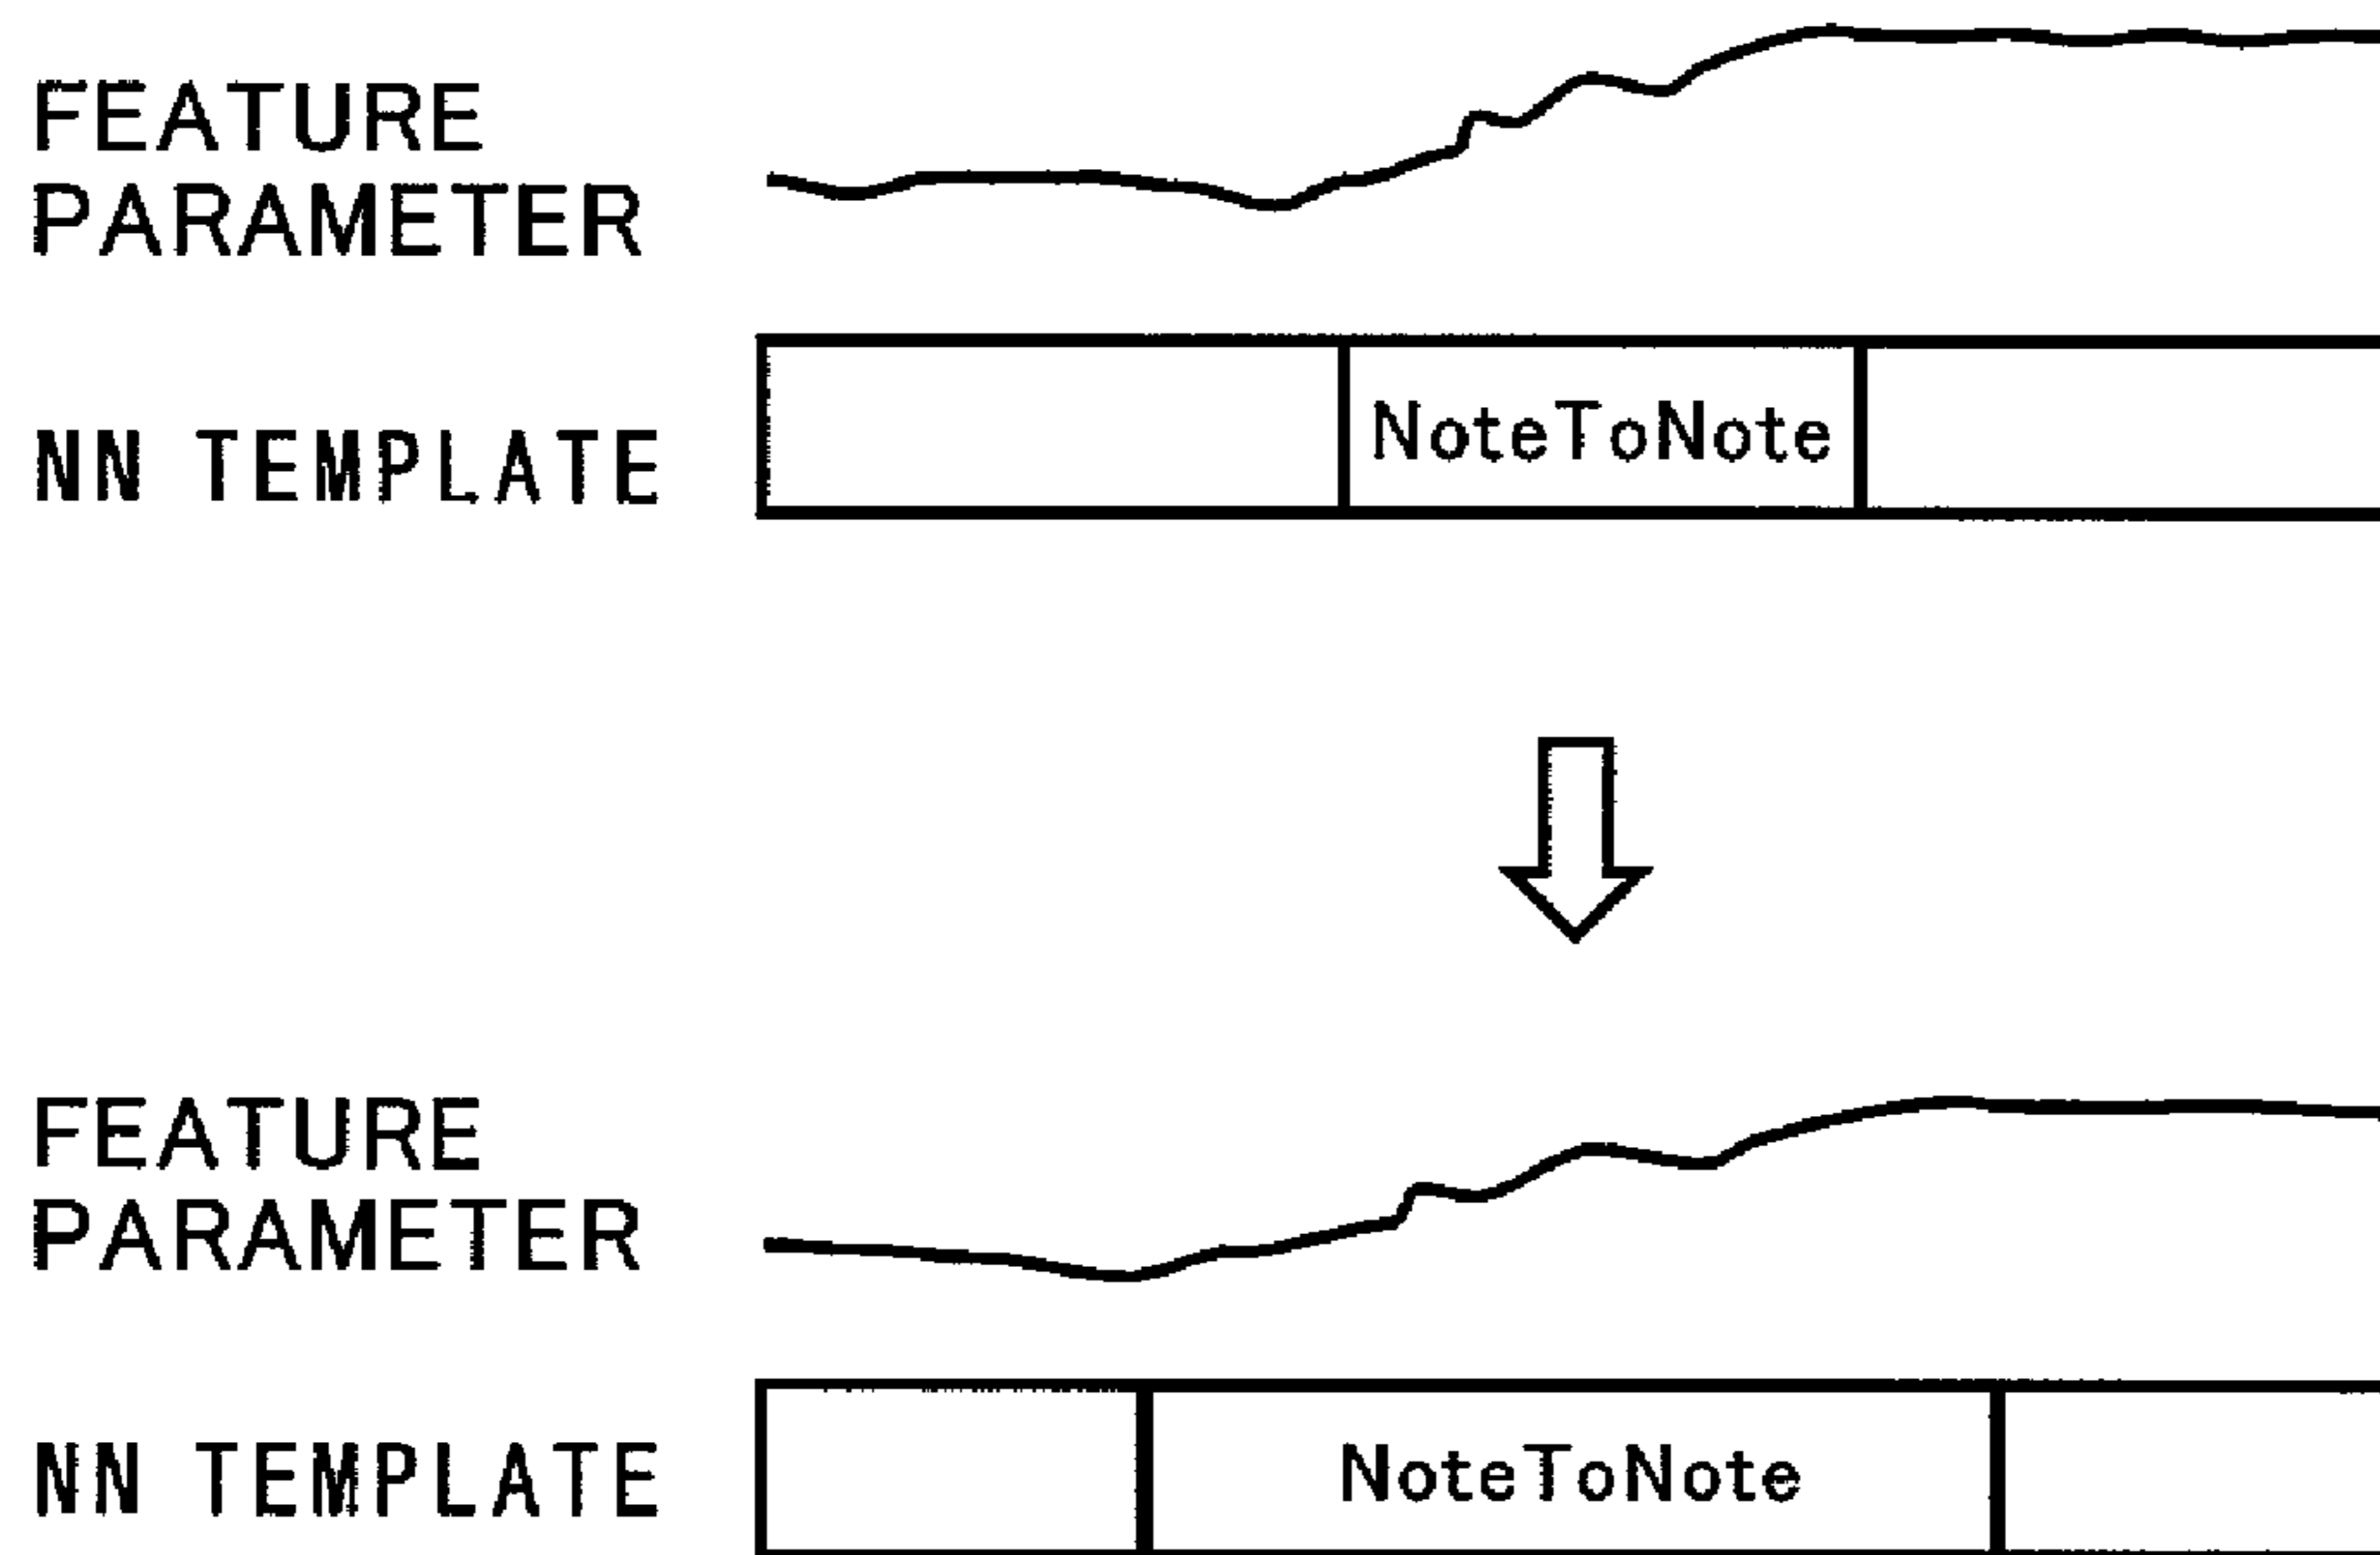 FEATURE
PARAMETER
NN TEMPLATE
NoteToNote
FEATURE
PARAMETER
NN TEMPLATE
NoteToNote